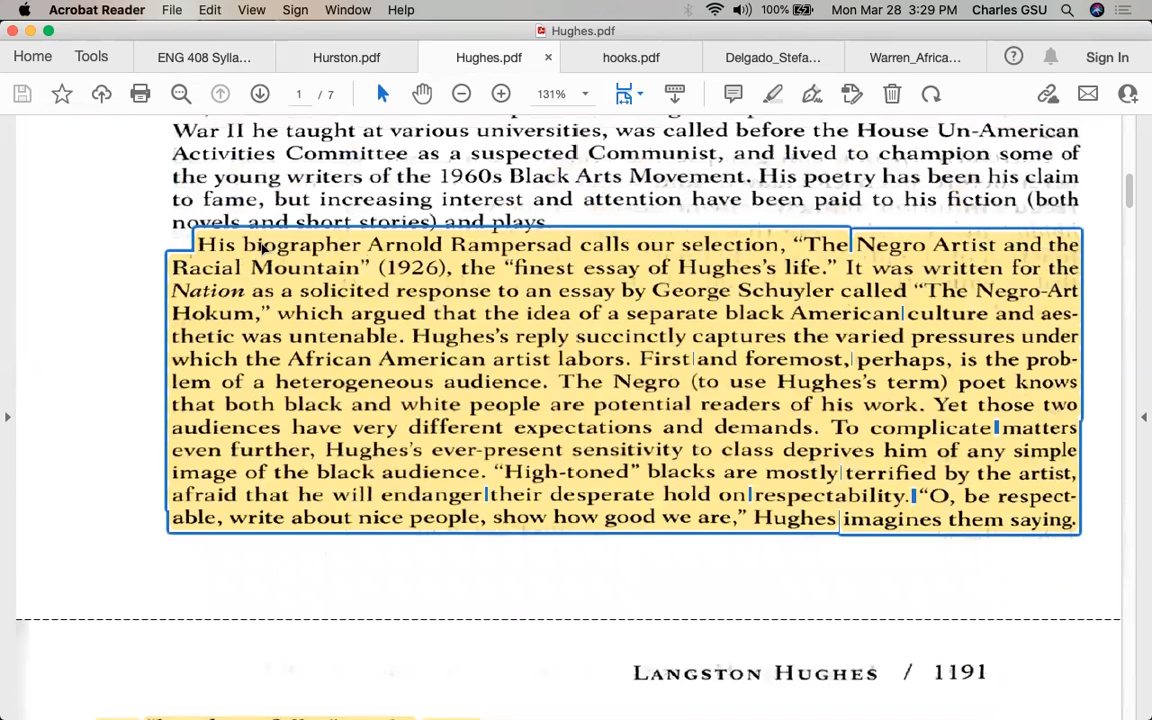 Acrobat Reader File Edit View Sign Window Help 100% Mon Mar 28 3:29 PM Charles GSU
Hughes.pdf
Home Tools ENG 408 Sylla... Hurston.pdf Hughes.pdf × hooks.pdf Delgado_Stefa... Warren_Africa... Sign In
1 / 7 131%
War II he taught at various universities, was called before the House Un-American
Activities Committee as a suspected Communist, and lived to champion some of
the young writers of the 1960s Black Arts Movement. His poetry has been his claim
to fame, but increasing interest and attention have been paid to his fiction (both
novels and short stories) and plays.
His biographer Arnold Rampersad calls our selection, “The Negro Artist and the
Racial Mountain” (1926), the “finest essay of Hughes’s life.” It was written for the
Nation as a solicited response to an essay by George Schuyler called “The Negro-Art
Hokum,” which argued that the idea of a separate black American culture and aes-
thetic was untenable. Hughes’s reply succinctly captures the varied pressures under
which the African American artist labors. First and foremost, perhaps, is the prob-
lem of a heterogeneous audience. The Negro (to use Hughes’s term) poet knows
that both black and white people are potential readers of his work. Yet those two
audiences have very different expectations and demands. To complicate matters
even further, Hughes’s ever-present sensitivity to class deprives him of any simple
image of the black audience. “High-toned” blacks are mostly terrified by the artist,
afraid that he will endanger their desperate hold on respectability. “O, be respect-
able, write about nice people, show how good we are,” Hughes imagines them saying.
LANGSTON HUGHES / 1191